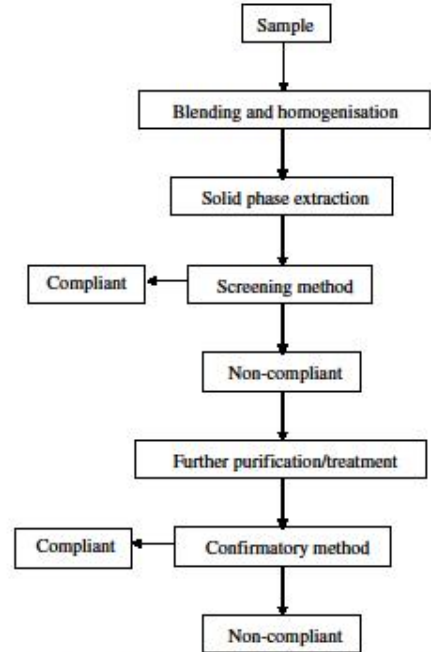 Sample
Blending and homogenisation
Solid phase extraction
Compliant
Screening method
Non-compliant
Further purification/treatment
Compliant
Confirmatory method
Non-compliant